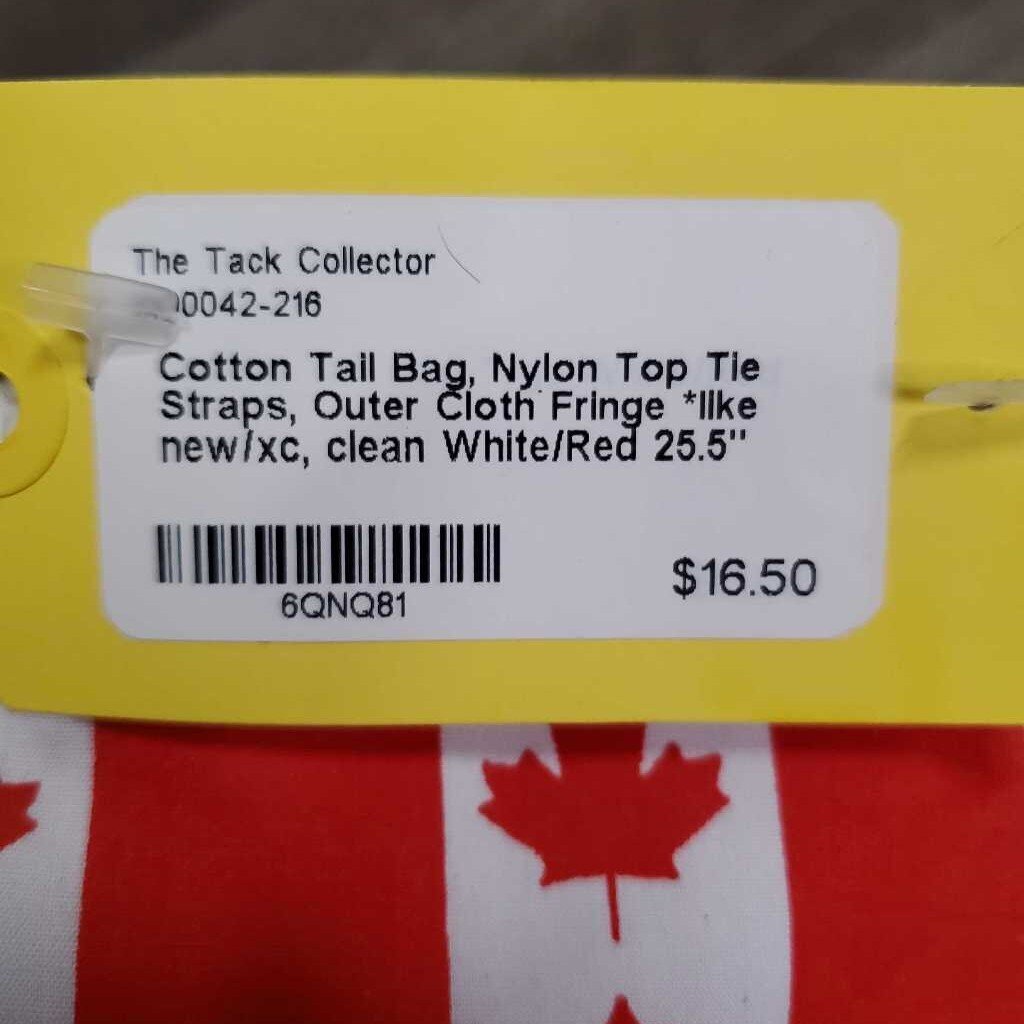 The Tack Collector
0042-216
Cotton Tail Bag, Nylon Top Tie
Straps, Outer Cloth Fringe *like
new/xc, clean White/Red 25.5"
6QNQ81
$16.50